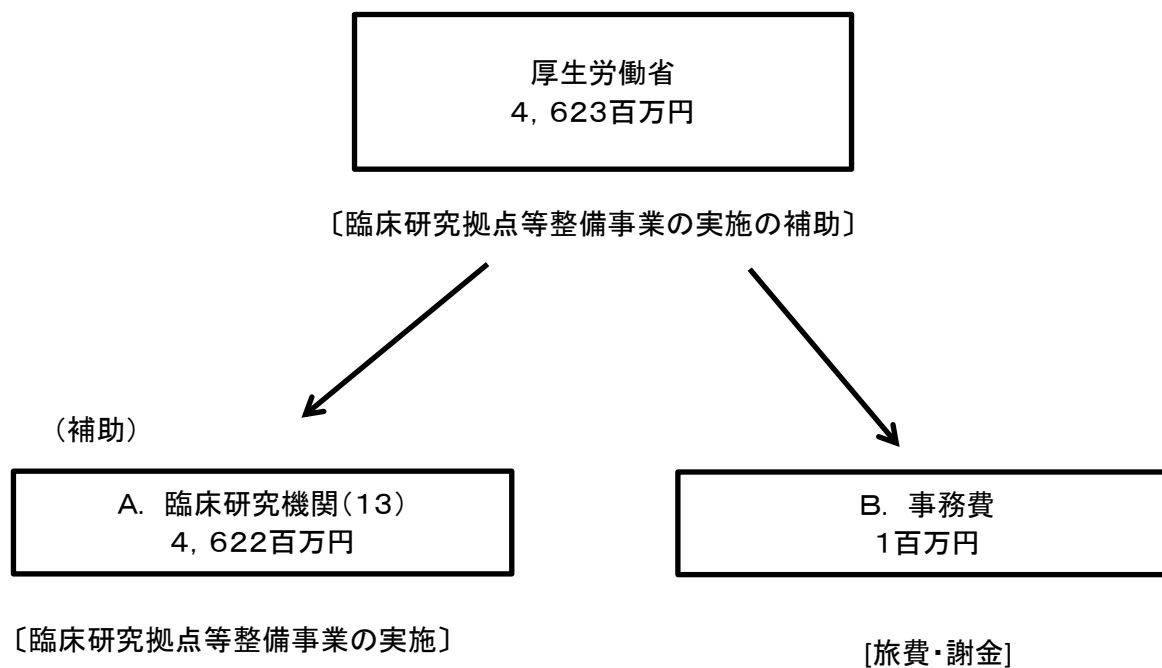 厚生労働省
4，623百万円
〔臨床研究拠点等整備事業の実施の補助〕
（補助）
A． 臨床研究機関（13）
4，622百万円
〔臨床研究拠点等整備事業の実施〕
B． 事務費
1百万円
[旅費・謝金]